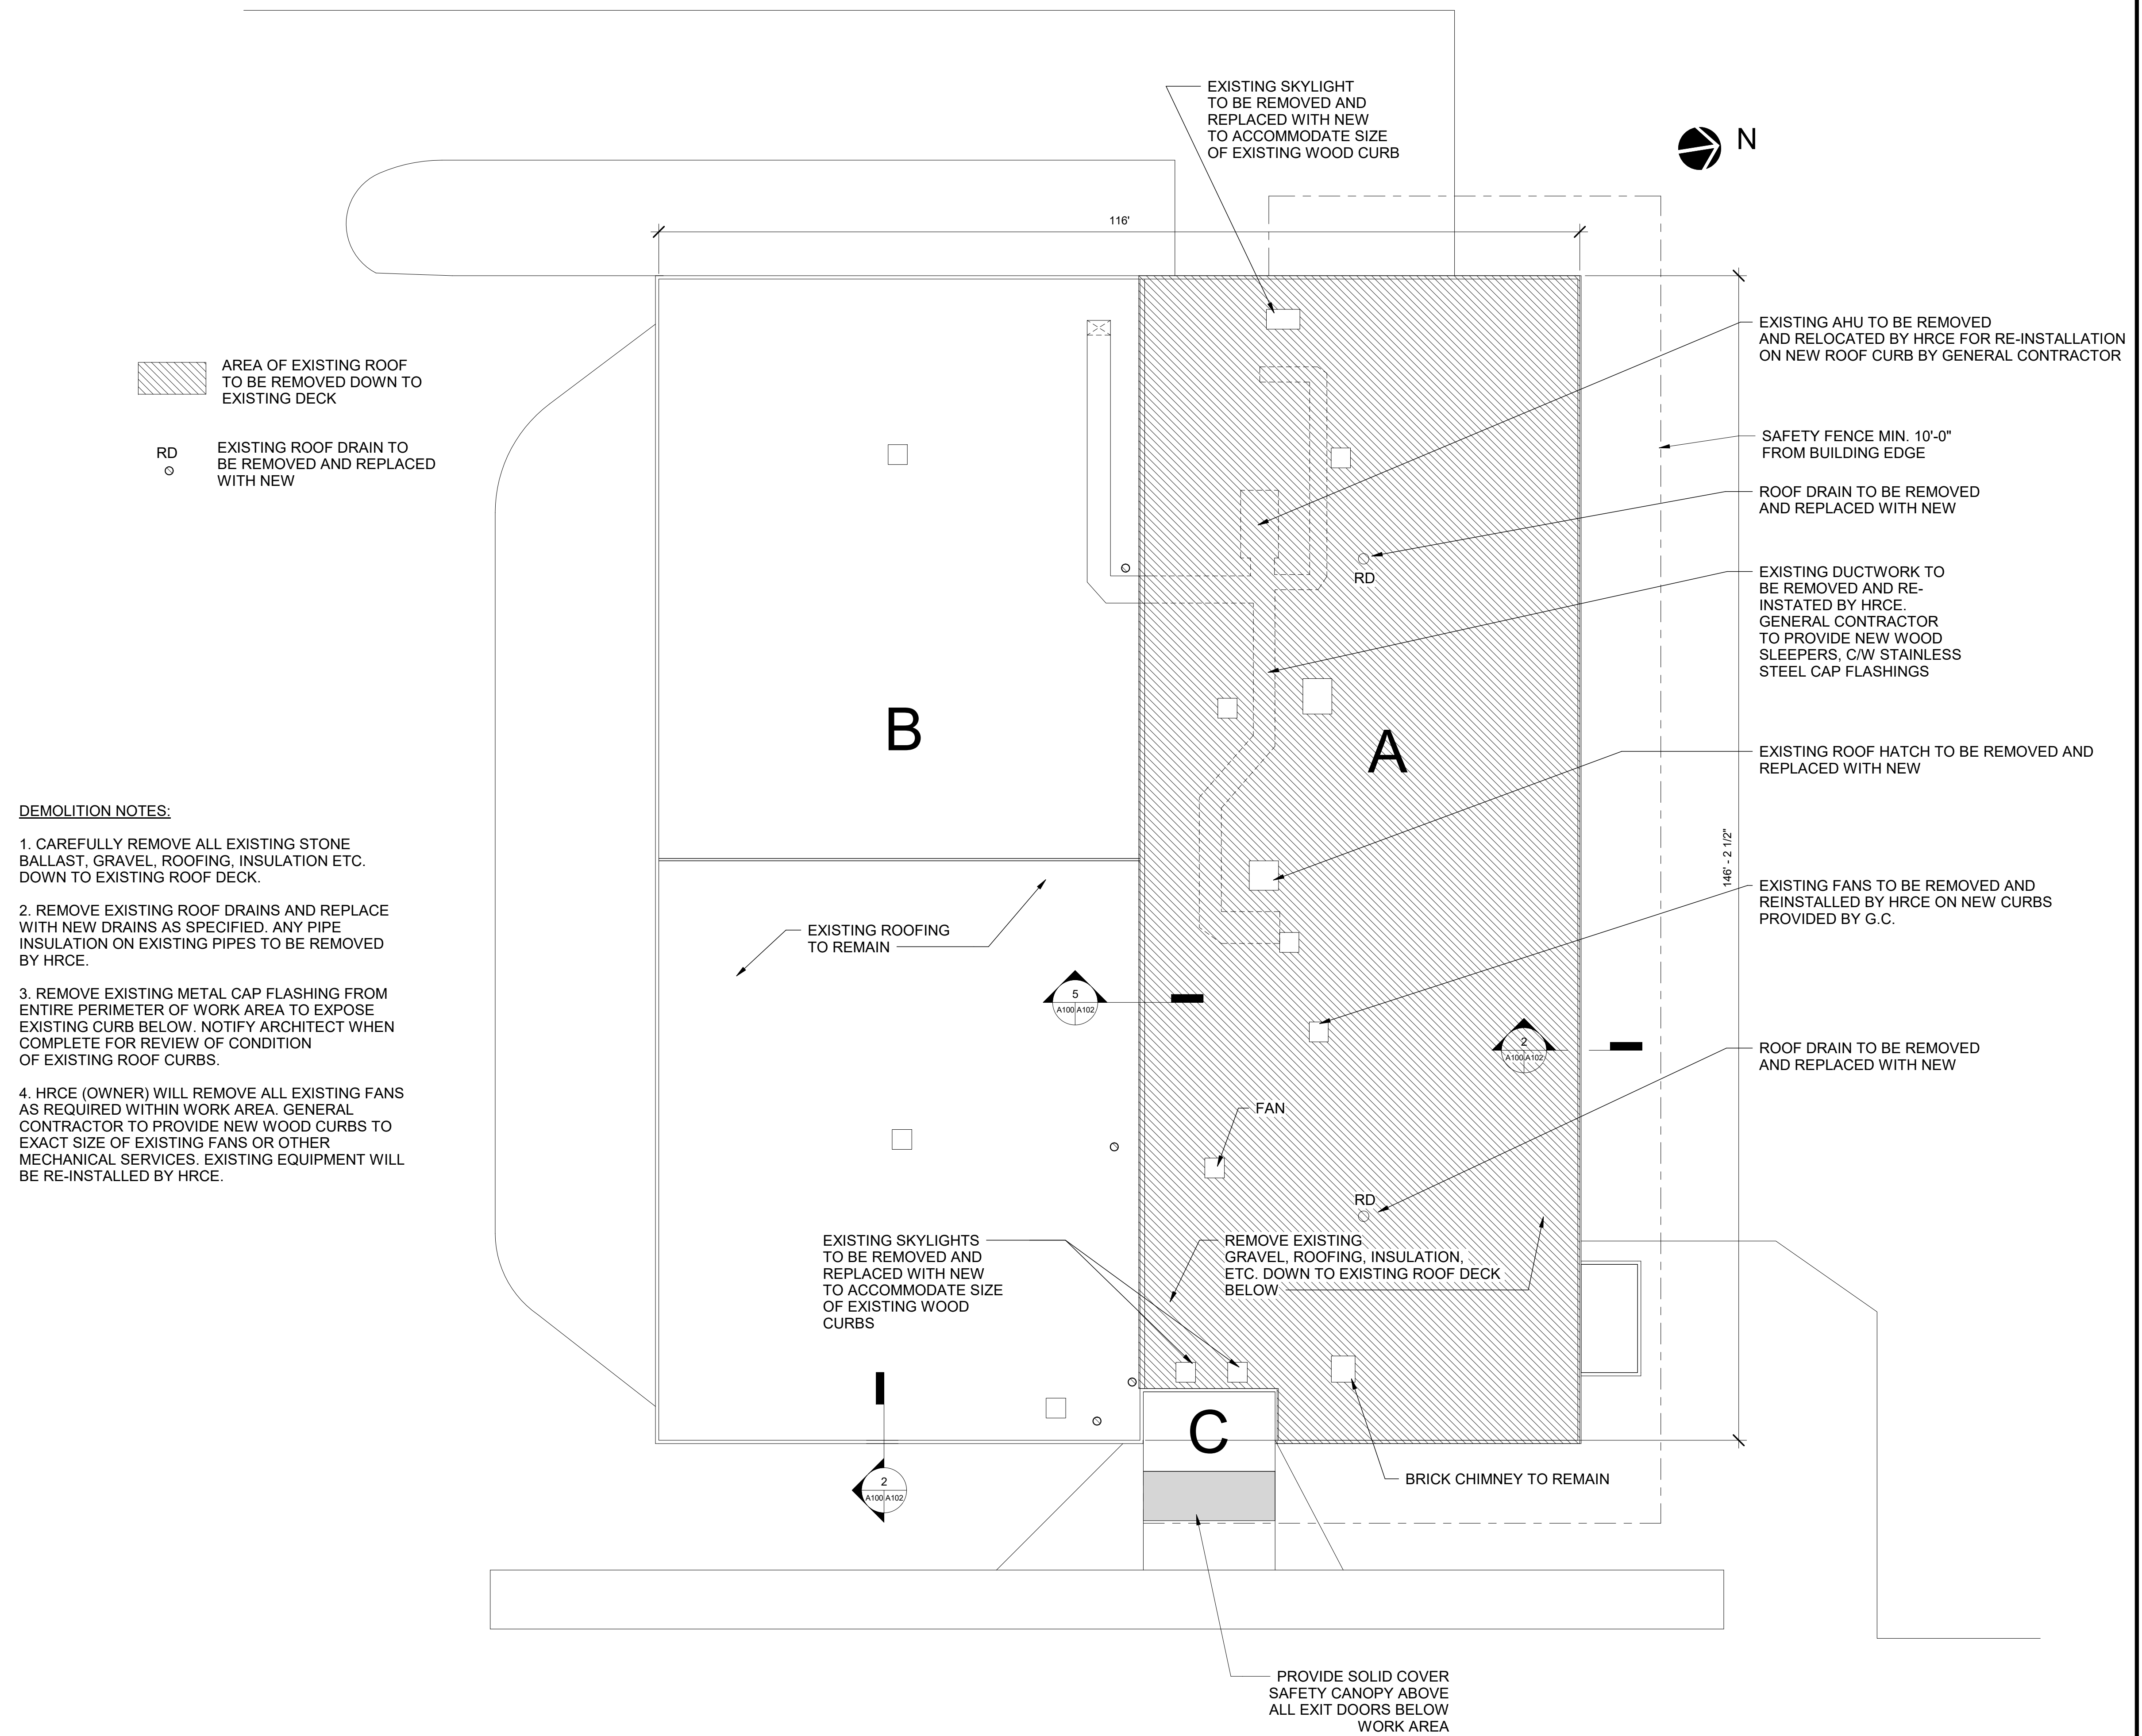 EXISTING SKYLIGHT
TO BE REMOVED AND
REPLACED WITH NEW
TO ACCOMMODATE SIZE
OF EXISTING WOOD CURB
N
116'
AREA OF EXISTING ROOF
TO BE REMOVED DOWN TO
EXISTING DECK
RD
EXISTING ROOF DRAIN TO
BE REMOVED AND REPLACED
WITH NEW
EXISTING AHU TO BE REMOVED
AND RELOCATED BY HRCE FOR RE-INSTALLATION
ON NEW ROOF CURB BY GENERAL CONTRACTOR
SAFETY FENCE MIN. 10'-0"
FROM BUILDING EDGE
ROOF DRAIN TO BE REMOVED
AND REPLACED WITH NEW
RD
EXISTING DUCTWORK TO
BE REMOVED AND RE-
INSTATED BY HRCE.
GENERAL CONTRACTOR
TO PROVIDE NEW WOOD
SLEEPERS, C/W STAINLESS
STEEL CAP FLASHINGS
B
A
EXISTING ROOF HATCH TO BE REMOVED AND
REPLACED WITH NEW
146' - 2 1/2"
DEMOLITION NOTES:
1. CAREFULLY REMOVE ALL EXISTING STONE
BALLAST, GRAVEL, ROOFING, INSULATION ETC.
DOWN TO EXISTING ROOF DECK.
2. REMOVE EXISTING ROOF DRAINS AND REPLACE
WITH NEW DRAINS AS SPECIFIED. ANY PIPE
INSULATION ON EXISTING PIPES TO BE REMOVED
BY HRCE.
3. REMOVE EXISTING METAL CAP FLASHING FROM
ENTIRE PERIMETER OF WORK AREA TO EXPOSE
EXISTING CURB BELOW. NOTIFY ARCHITECT WHEN
COMPLETE FOR REVIEW OF CONDITION
OF EXISTING ROOF CURBS.
4. HRCE (OWNER) WILL REMOVE ALL EXISTING FANS
AS REQUIRED WITHIN WORK AREA. GENERAL
CONTRACTOR TO PROVIDE NEW WOOD CURBS TO
EXACT SIZE OF EXISTING FANS OR OTHER
MECHANICAL SERVICES. EXISTING EQUIPMENT WILL
BE RE-INSTALLED BY HRCE.
EXISTING ROOFING
TO REMAIN
EXISTING FANS TO BE REMOVED AND
REINSTALLED BY HRCE ON NEW CURBS
PROVIDED BY G.C.
5
A100 A102
2
A100 A102
ROOF DRAIN TO BE REMOVED
AND REPLACED WITH NEW
FAN
RD
EXISTING SKYLIGHTS
TO BE REMOVED AND
REPLACED WITH NEW
TO ACCOMMODATE SIZE
OF EXISTING WOOD
CURBS
REMOVE EXISTING
GRAVEL, ROOFING, INSULATION,
ETC. DOWN TO EXISTING ROOF DECK
BELOW
C
BRICK CHIMNEY TO REMAIN
2
A100 A102
PROVIDE SOLID COVER
SAFETY CANOPY ABOVE
ALL EXIT DOORS BELOW
WORK AREA